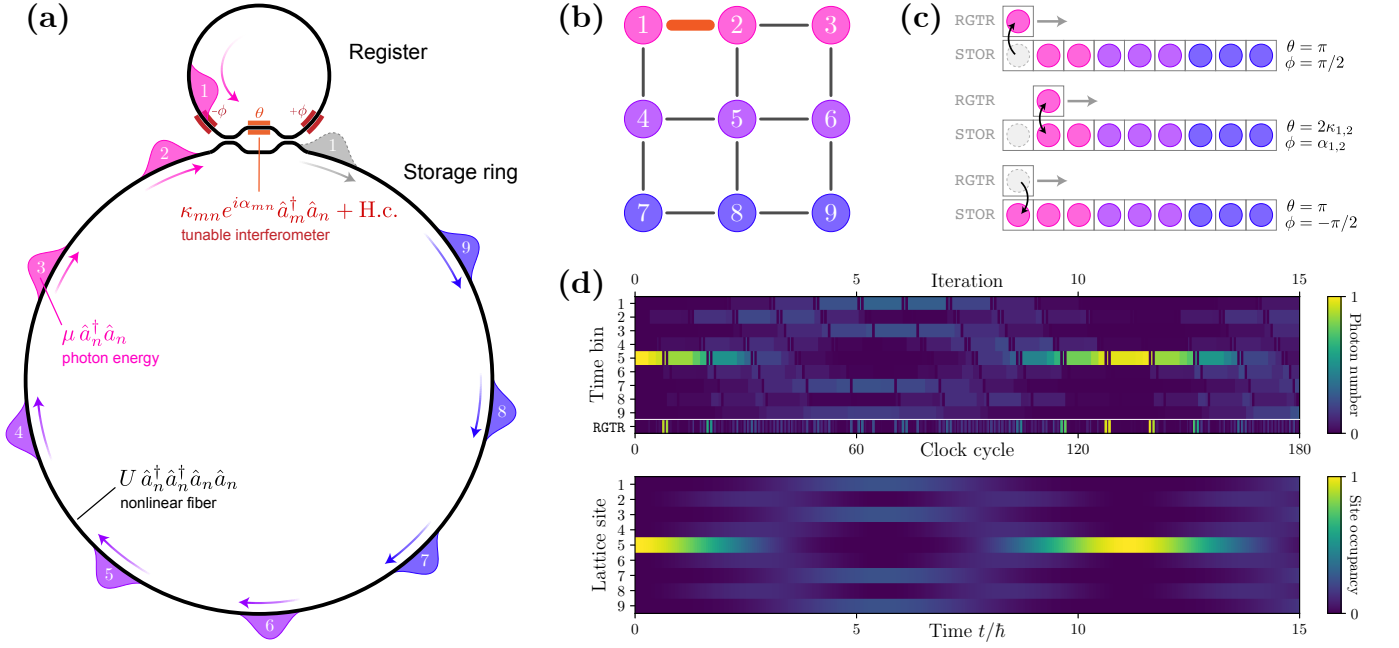 (a)
Register
1
−ϕ
θ
+ϕ
2
1
Storage ring
κ_{mn} e^{iα_{mn}} â†_m â_n + H.c.
tunable interferometer
9
3
μ â†_n â_n
photon energy
4
8
U â†_n â†_n â_n â_n
nonlinear fiber
5
7
6
(b)
1 2 3
4 5 6
7 8 9
(c)
RGTR
STOR
θ = π
ϕ = π/2
RGTR
STOR
θ = 2κ_{1,2}
ϕ = α_{1,2}
RGTR
STOR
θ = π
ϕ = −π/2
(d)
0 5 10 15
Iteration
Time bin
1
2
3
4
5
6
7
8
9
RGTR
0 60 120 180
Clock cycle
1
0
Photon number
Lattice site
1
2
3
4
5
6
7
8
9
0 5 10 15
Time t/ℏ
1
0
Site occupancy